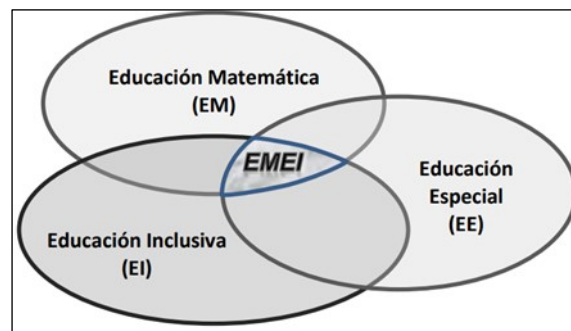 Educación Matemática
(EM)
EMEI
Educación
Especial
(EE)
Educación Inclusiva
(EI)